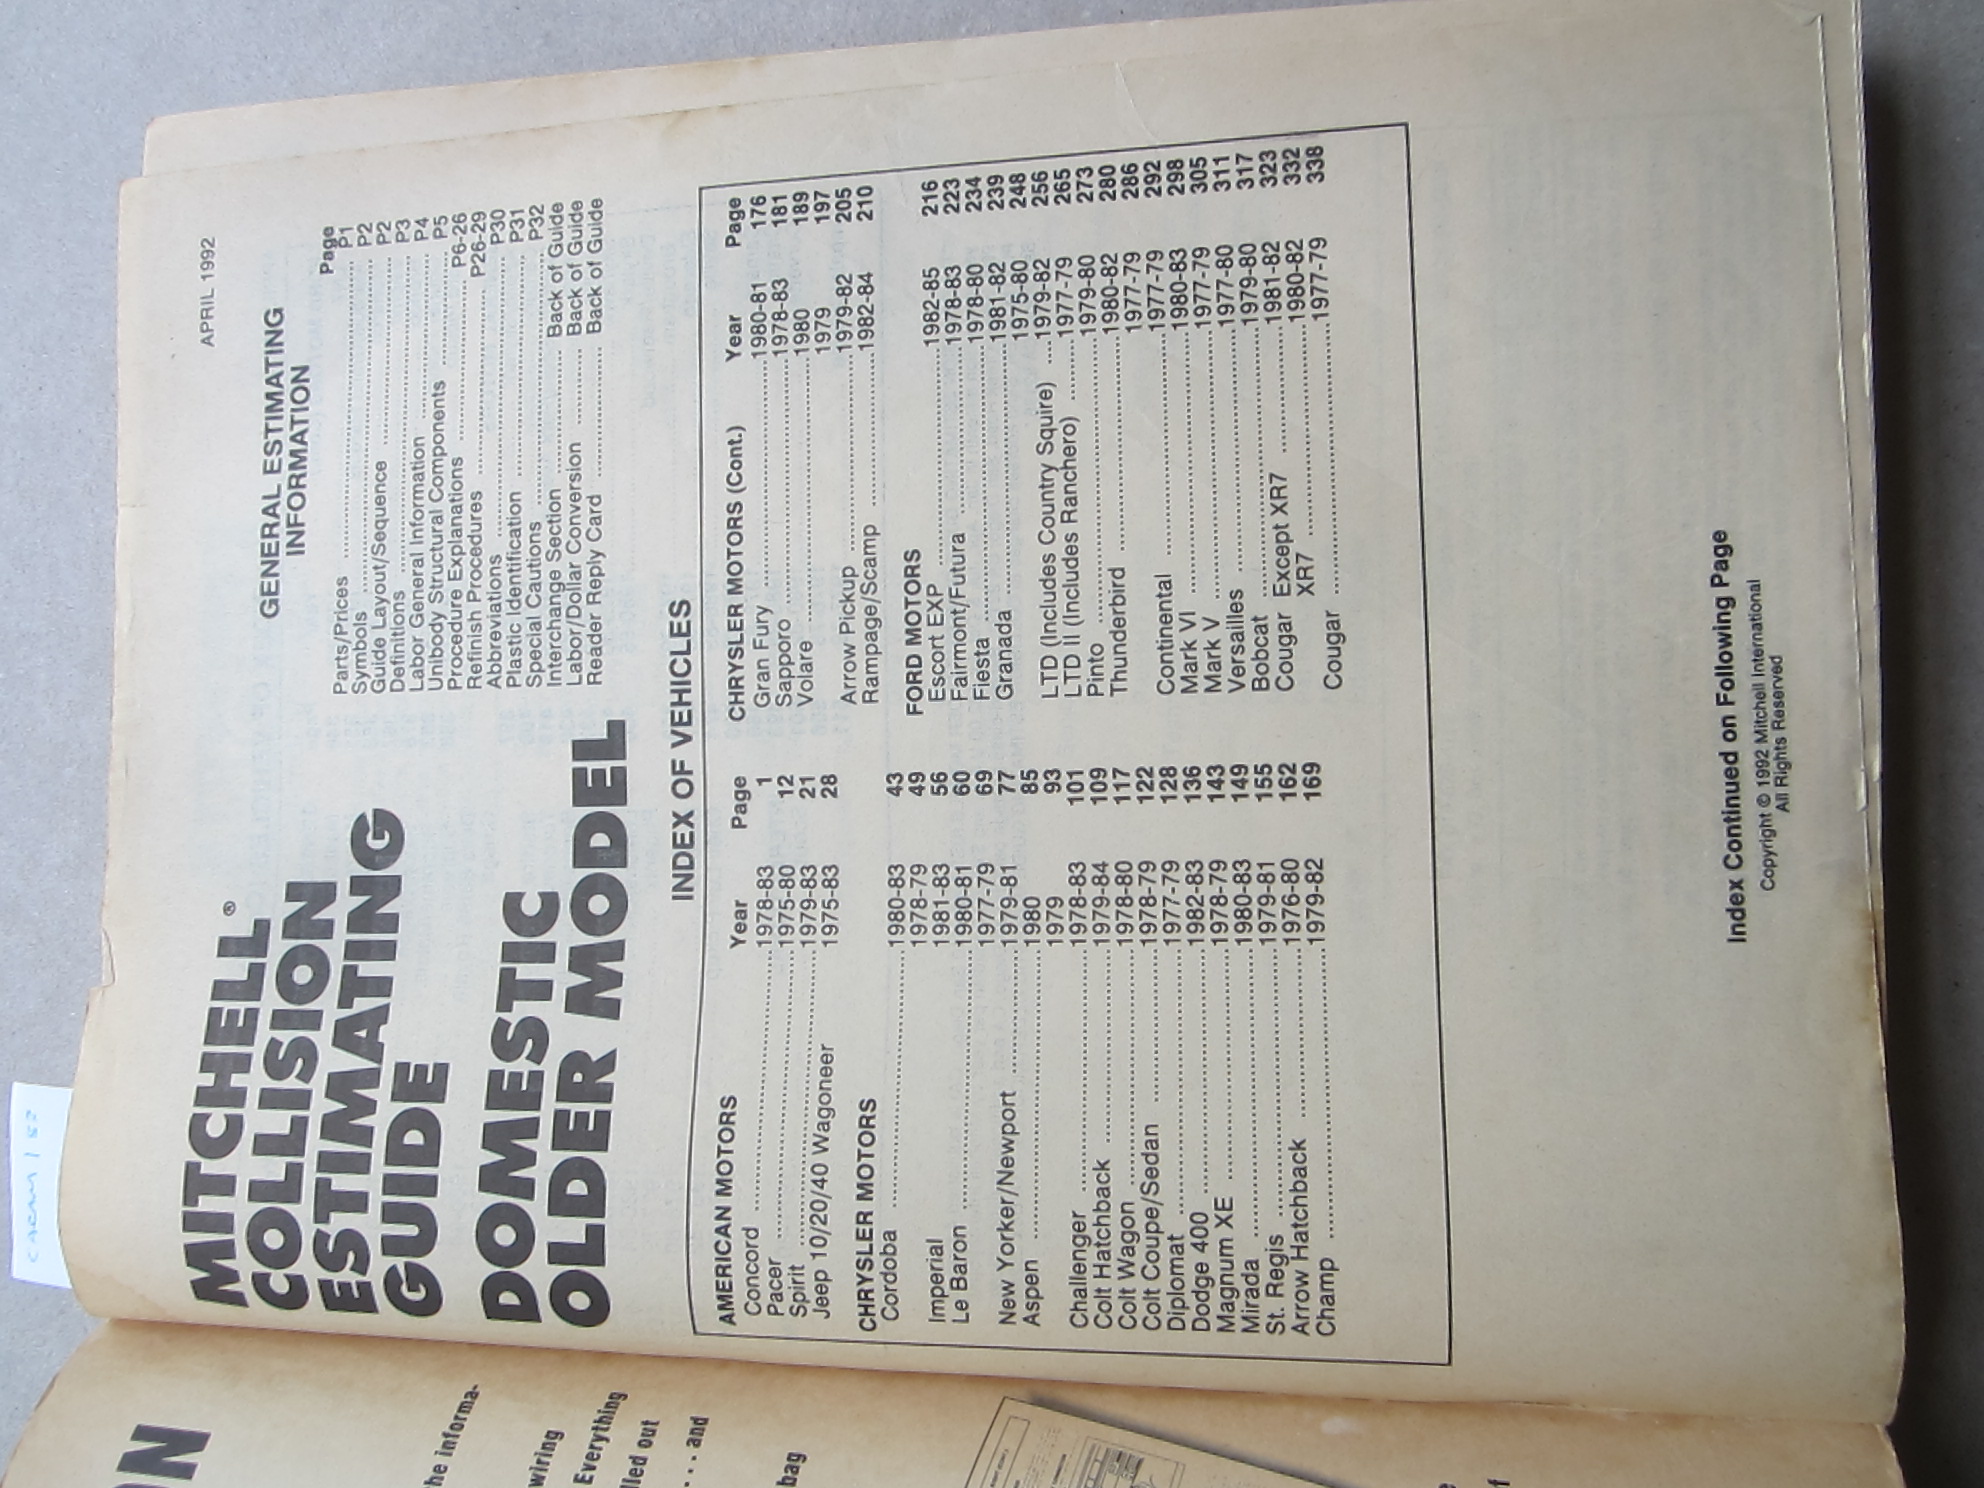 APRIL 1992
MITCHELL®
COLLISION
ESTIMATING
GUIDE
DOMESTIC
OLDER MODEL
GENERAL ESTIMATING
INFORMATION
Page
Parts/Prices .......... P1
Symbols .......... P2
Guide Layout/Sequence .......... P2
Definitions .......... P3
Labor General Information .......... P4
Unibody Structural Components .......... P5
Procedure Explanations .......... P6-26
Refinish Procedures .......... P26-29
Abbreviations .......... P30
Plastic Identification .......... P31
Special Cautions .......... P32
Interchange Section .......... Back of Guide
Labor/Dollar Conversion .......... Back of Guide
Reader Reply Card .......... Back of Guide
INDEX OF VEHICLES
AMERICAN MOTORS Year Page
Concord .......... 1978-83 1
Pacer .......... 1975-80 12
Spirit .......... 1979-83 21
Jeep 10/20/40 Wagoneer 1975-83 28
CHRYSLER MOTORS
Cordoba .......... 1980-83 43
1978-79 49
Imperial 1981-83 56
Le Baron .......... 1980-81 60
1977-79 69
New Yorker/Newport .......... 1979-81 77
Aspen .......... 1980 85
1979 93
Challenger .......... 1978-83 101
Colt Hatchback .......... 1979-84 109
Colt Wagon .......... 1978-80 117
Colt Coupe/Sedan .......... 1978-79 122
Diplomat .......... 1977-79 128
Dodge 400 .......... 1982-83 136
Magnum XE .......... 1978-79 143
Mirada .......... 1980-83 149
St. Regis .......... 1979-81 155
Arrow Hatchback .......... 1976-80 162
Champ .......... 1979-82 169
CHRYSLER MOTORS (Cont.) Year Page
Gran Fury .......... 1980-81 176
Sapporo .......... 1978-83 181
Volare .......... 1980 189
1979 197
Arrow Pickup .......... 1979-82 205
Rampage/Scamp .......... 1982-84 210
FORD MOTORS
Escort EXP .......... 1982-85 216
Fairmont/Futura .......... 1978-83 223
Fiesta .......... 1978-80 234
Granada .......... 1981-82 239
1975-80 248
LTD (Includes Country Squire) .... 1979-82 256
LTD II (Includes Ranchero) .......... 1977-79 265
Pinto .......... 1979-80 273
Thunderbird .......... 1980-82 280
1977-79 286
Continental .......... 1977-79 292
Mark VI .......... 1980-83 298
Mark V .......... 1977-79 305
Versailles .......... 1977-80 311
Bobcat .......... 1979-80 317
Cougar Except XR7 .......... 1981-82 323
XR7 .......... 1980-82 332
Cougar .......... 1977-79 338
Index Continued on Following Page
Copyright © 1992 Mitchell International
All Rights Reserved
ON
he informa-
wiring
Everything
lled out
. . . and
bag